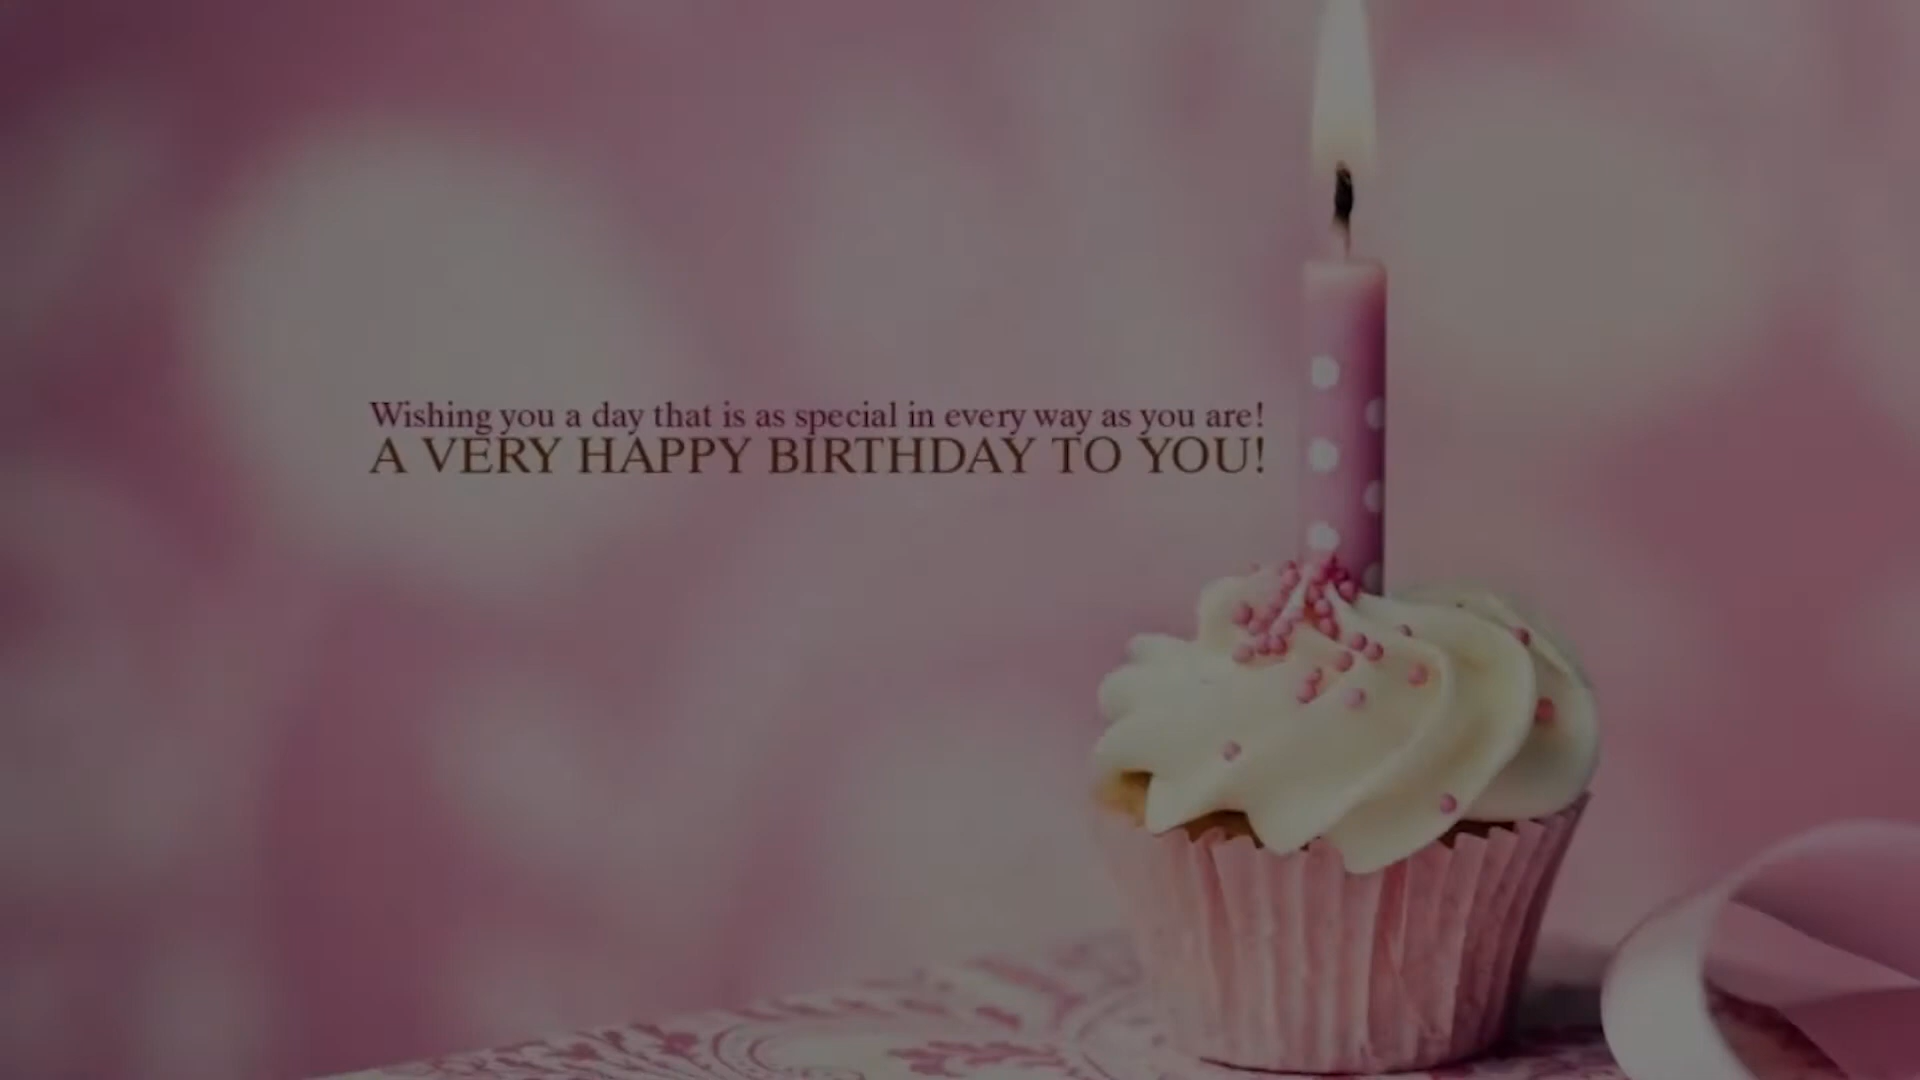 Wishing you a day that is as special in every way as you are!
A VERY HAPPY BIRTHDAY TO YOU!